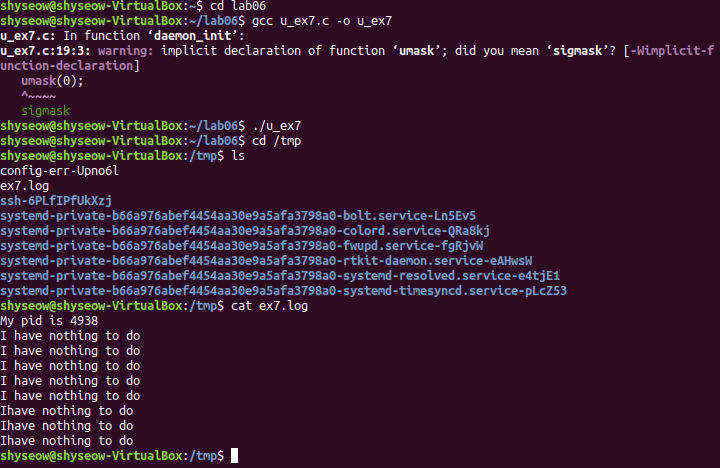 shyseow@shyseow-VirtualBox:~$ cd lab06
shyseow@shyseow-VirtualBox:~/lab06$ gcc u_ex7.c -o u_ex7
u_ex7.c: In function ‘daemon_init’:
u_ex7.c:19:3: warning: implicit declaration of function ‘umask’; did you mean ‘sigmask’? [-Wimplicit-f
unction-declaration]
   umask(0);
   ^~~~~
   sigmask
shyseow@shyseow-VirtualBox:~/lab06$ ./u_ex7
shyseow@shyseow-VirtualBox:~/lab06$ cd /tmp
shyseow@shyseow-VirtualBox:/tmp$ ls
config-err-Upno6l
ex7.log
ssh-6PLfIPfUkXzj
systemd-private-b66a976abef4454aa30e9a5afa3798a0-bolt.service-Ln5Ev5
systemd-private-b66a976abef4454aa30e9a5afa3798a0-colord.service-QRa8kj
systemd-private-b66a976abef4454aa30e9a5afa3798a0-fwupd.service-fgRjvW
systemd-private-b66a976abef4454aa30e9a5afa3798a0-rtkit-daemon.service-eAHwsW
systemd-private-b66a976abef4454aa30e9a5afa3798a0-systemd-resolved.service-e4tjE1
systemd-private-b66a976abef4454aa30e9a5afa3798a0-systemd-timesyncd.service-pLcZ53
shyseow@shyseow-VirtualBox:/tmp$ cat ex7.log
My pid is 4938
I have nothing to do
I have nothing to do
I have nothing to do
I have nothing to do
I have nothing to do
Ihave nothing to do
Ihave nothing to do
Ihave nothing to do
shyseow@shyseow-VirtualBox:/tmp$